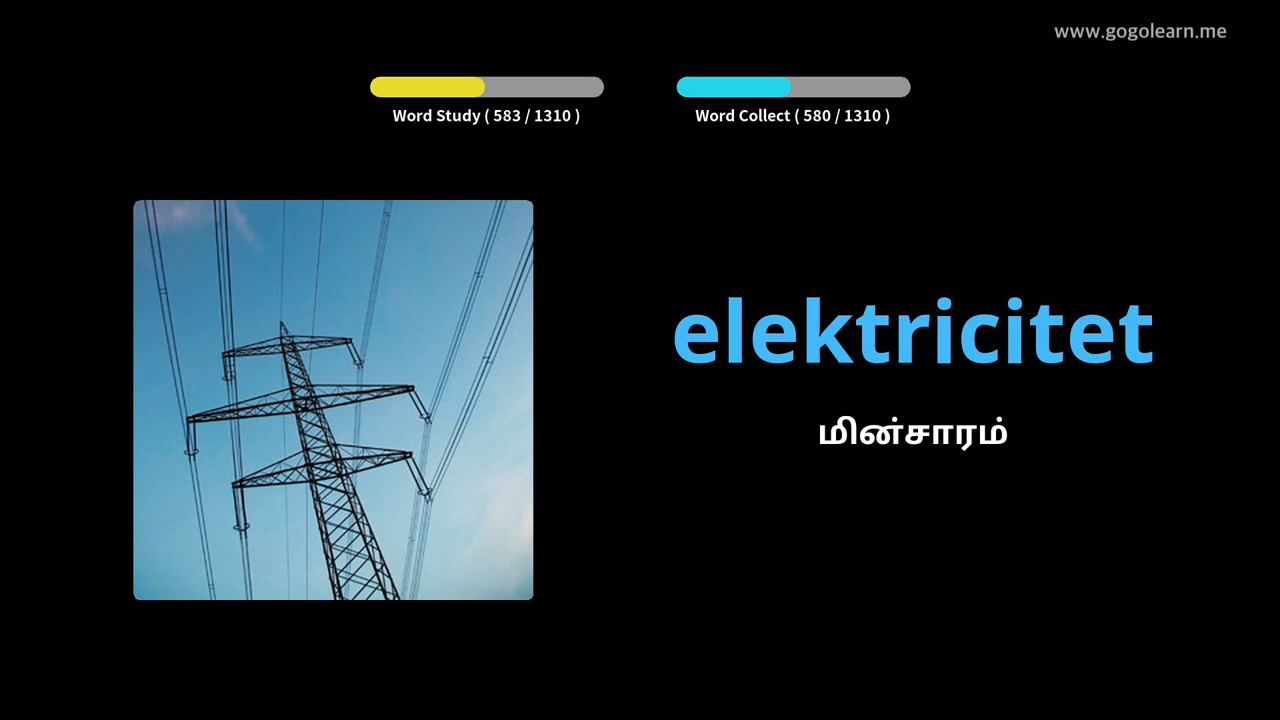 www.gogolearn.me
Word Study ( 583 / 1310 )
Word Collect ( 580 / 1310 )
elektricitet
மின்சாரம்